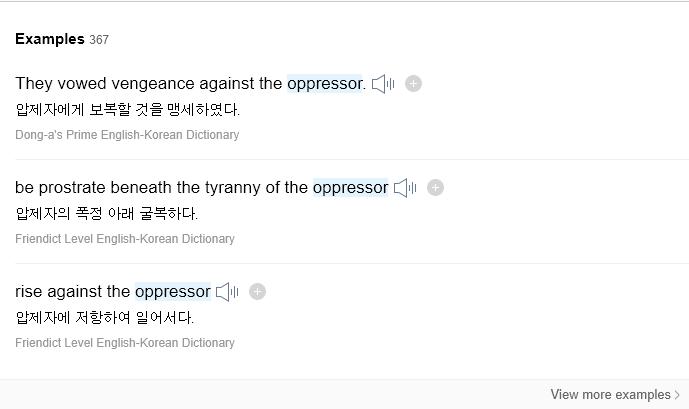 Examples 367
They vowed vengeance against the oppressor.
압제자에게 보복할 것을 맹세하였다.
Dong-a's Prime English-Korean Dictionary
be prostrate beneath the tyranny of the oppressor
압제자의 폭정 아래 굴복하다.
Friendict Level English-Korean Dictionary
rise against the oppressor
압제자에 저항하여 일어서다.
Friendict Level English-Korean Dictionary
View more examples